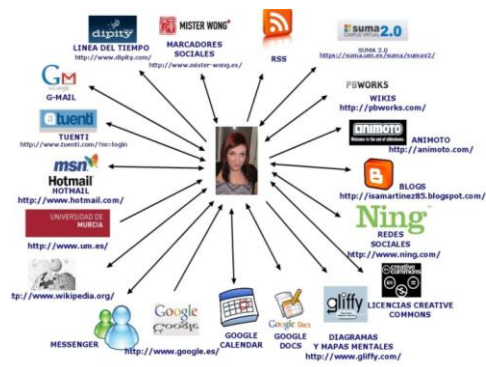 dipity
LINEA DEL TIEMPO
http://www.dipity.com/
MISTER WONG
MARCADORES
SOCIALES
http://www.mister-wong.es/
RSS
suma 2.0
CAMPUS VIRTUAL
SUMA 2.0
https://suma.um.es/suma/sumav2/
GM
G-MAIL
PBWORKS
WIKIS
http://pbworks.com/
tuenti
TUENTI
http://www.tuenti.com/?m=login
animoto
ANIMOTO
http://animoto.com/
msn
Hotmail
HOTMAIL
http://www.hotmail.com/
BLOGS
http://isamartinez85.blogspot.com/
UNIVERSIDAD DE
MURCIA
http://www.um.es/
Ning
REDES
SOCIALES
http://www.ning.com/
tp://www.wikipedia.org/
creative
commons
LICENCIAS CREATIVE
COMMONS
MESSENGER
Google
http://www.google.es/
GOOGLE
CALENDAR
Google Docs
GOOGLE
DOCS
gliffy
DIAGRAMAS
Y MAPAS MENTALES
http://www.gliffy.com/